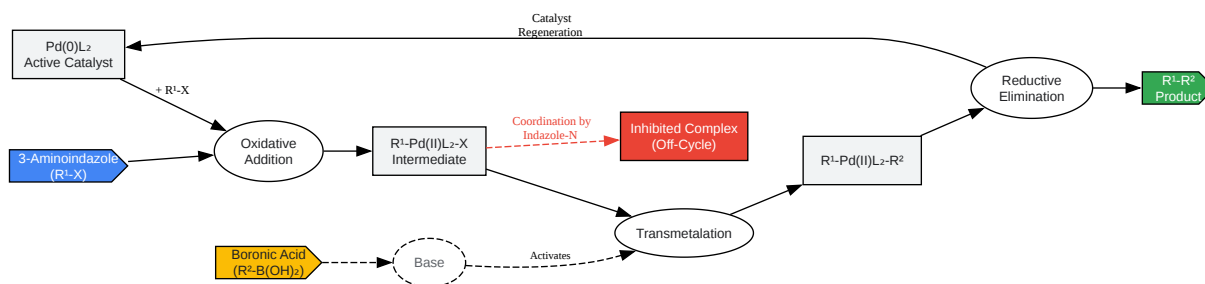 Catalyst
Regeneration
Pd(0)L₂
Active Catalyst
+ R¹-X
3-Aminoindazole
(R¹-X)
Oxidative
Addition
R¹-Pd(II)L₂-X
Intermediate
Coordination by
Indazole-N
Inhibited Complex
(Off-Cycle)
Boronic Acid
(R²-B(OH)₂)
Base
Activates
Transmetalation
R¹-Pd(II)L₂-R²
Reductive
Elimination
R¹-R²
Product